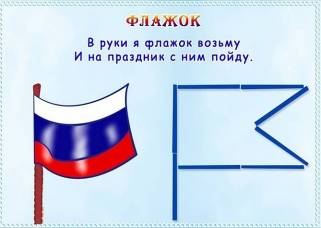 ФЛАЖОК
В руки я флажок возьму
И на праздник с ним пойду.